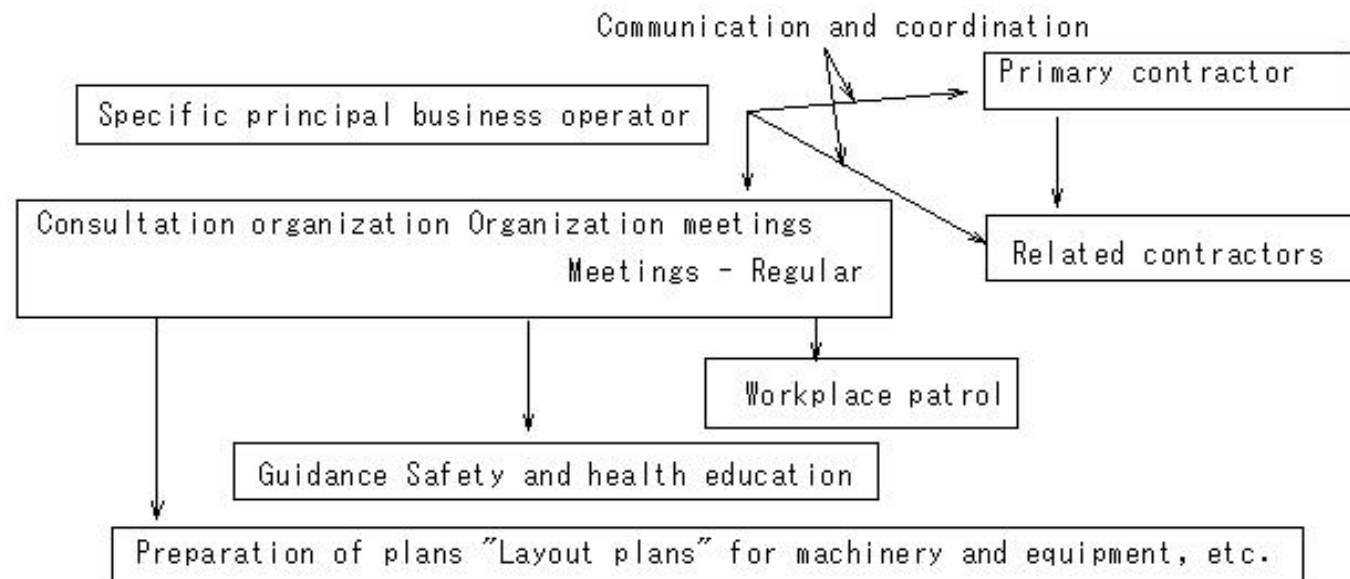 Communication and coordination
Primary contractor
Specific principal business operator
Consultation organization Organization meetings
Meetings - Regular
Related contractors
Workplace patrol
Guidance Safety and health education
Preparation of plans "Layout plans" for machinery and equipment, etc.